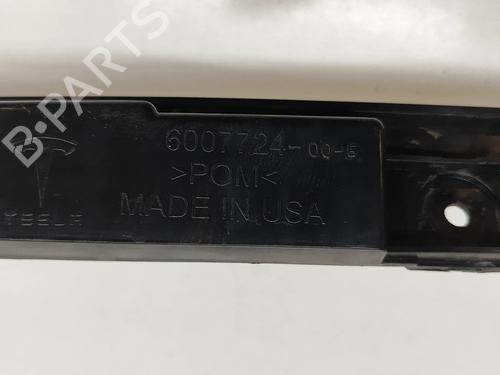 B-PARTS
6007724-00-E
>POM<
TESLA
MADE IN USA